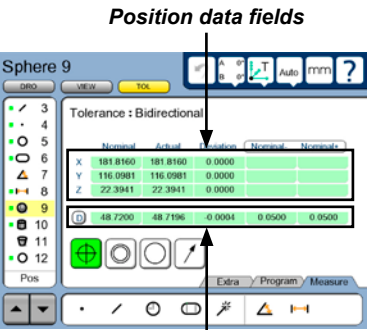 Position data fields
Sphere 9
A 0°
B 0°
T
Auto
mm
?
DRO
VIEW
TOL
3
4
5
6
7
8
9
10
11
12
Pos
Tolerance : Bidirectional
Nominal Actual Deviation Nominal- Nominal+
X 181.8160 181.8160 0.0000
Y 116.0981 116.0981 0.0000
Z 22.3941 22.3941 0.0000
D 48.7200 48.7196 -0.0004 0.0500 0.0500
Extra Program Measure